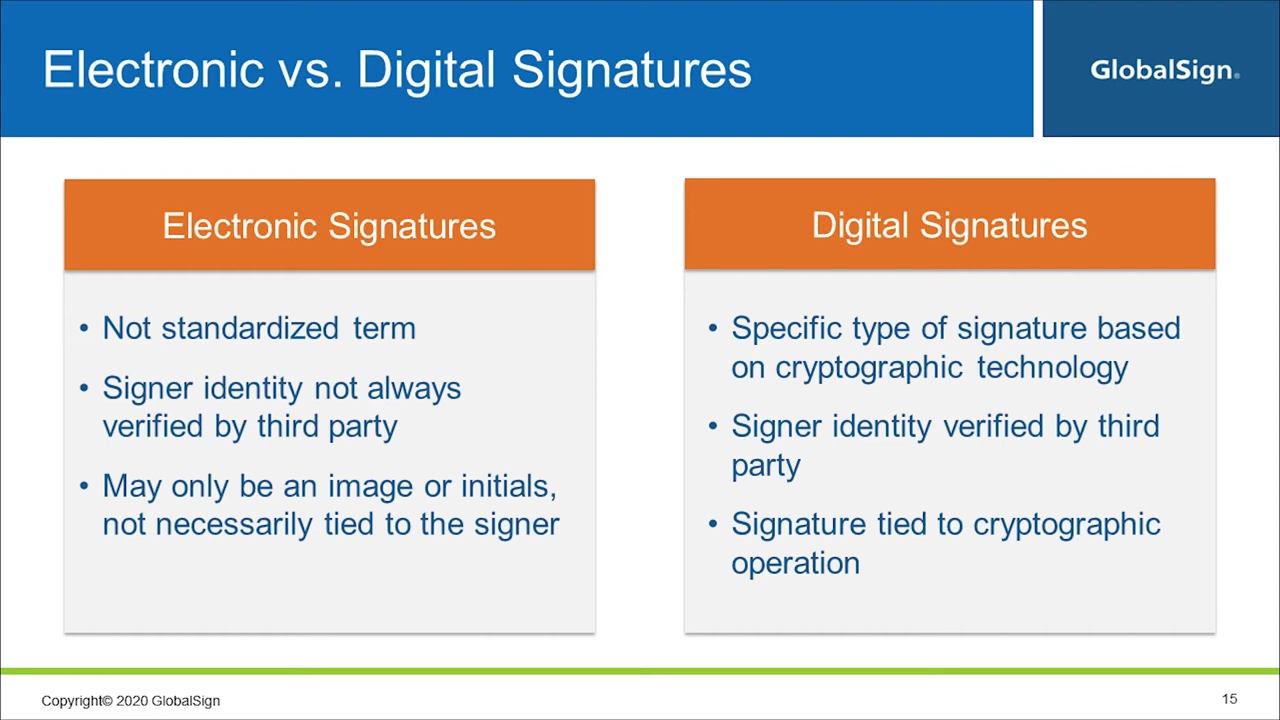 Electronic vs. Digital Signatures
GlobalSign®
Electronic Signatures
• Not standardized term
• Signer identity not always
verified by third party
• May only be an image or initials,
not necessarily tied to the signer
Digital Signatures
• Specific type of signature based
on cryptographic technology
• Signer identity verified by third
party
• Signature tied to cryptographic
operation
Copyright© 2020 GlobalSign
15